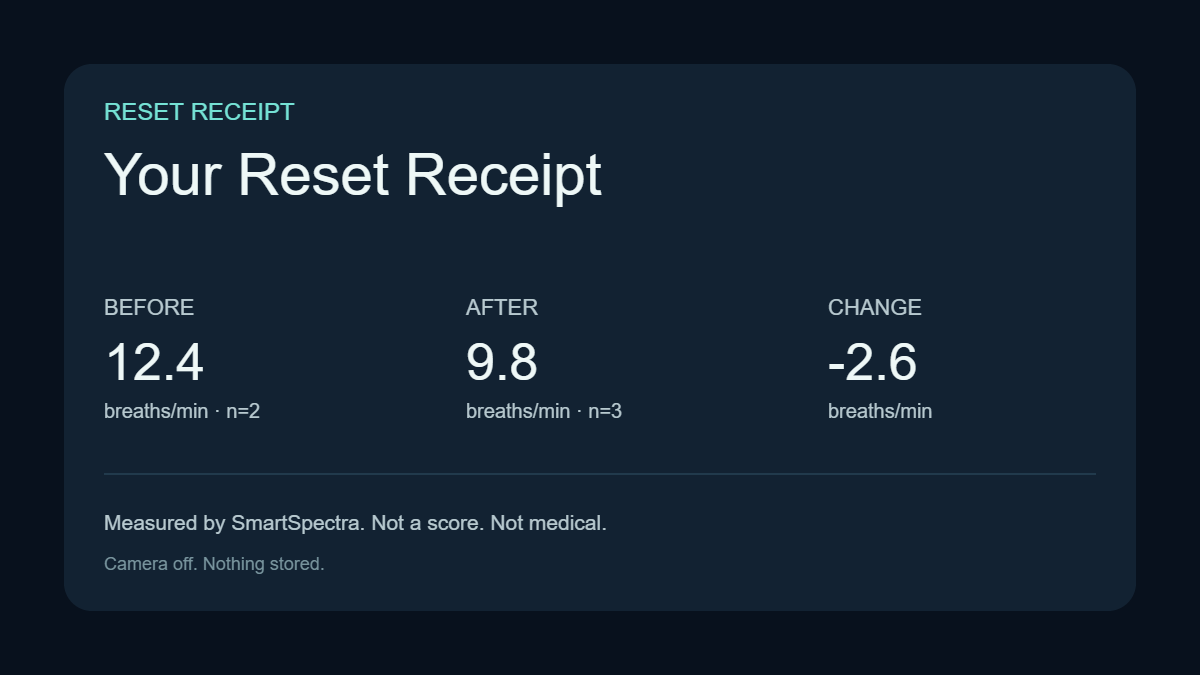 RESET RECEIPT
Your Reset Receipt
BEFORE
12.4
breaths/min · n=2
AFTER
9.8
breaths/min · n=3
CHANGE
-2.6
breaths/min
Measured by SmartSpectra. Not a score. Not medical.
Camera off. Nothing stored.